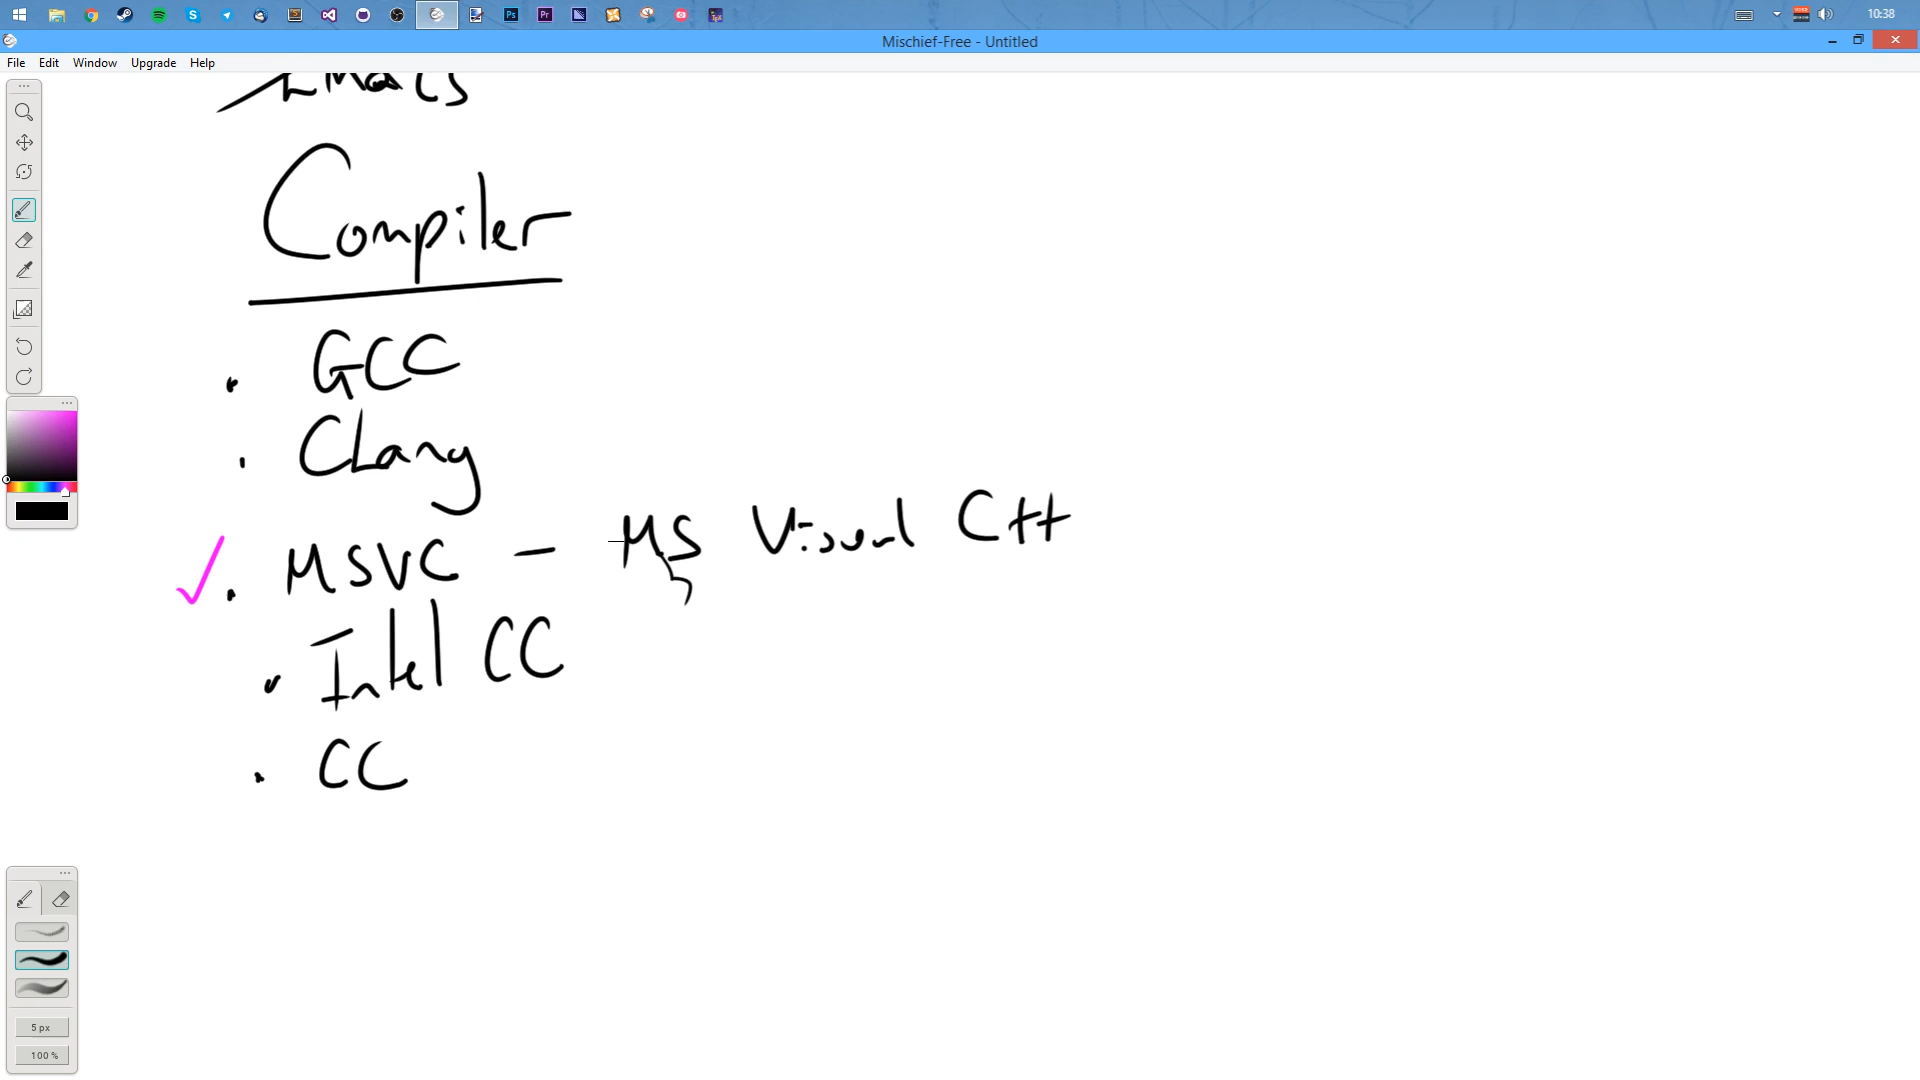 10:38
Mischief-Free - Untitled
File Edit Window Upgrade Help
Emacs
Compiler
· GCC
· CLang
✓· MSVC - MS Visual C++
· Intel CC
· CC
5 px
100 %